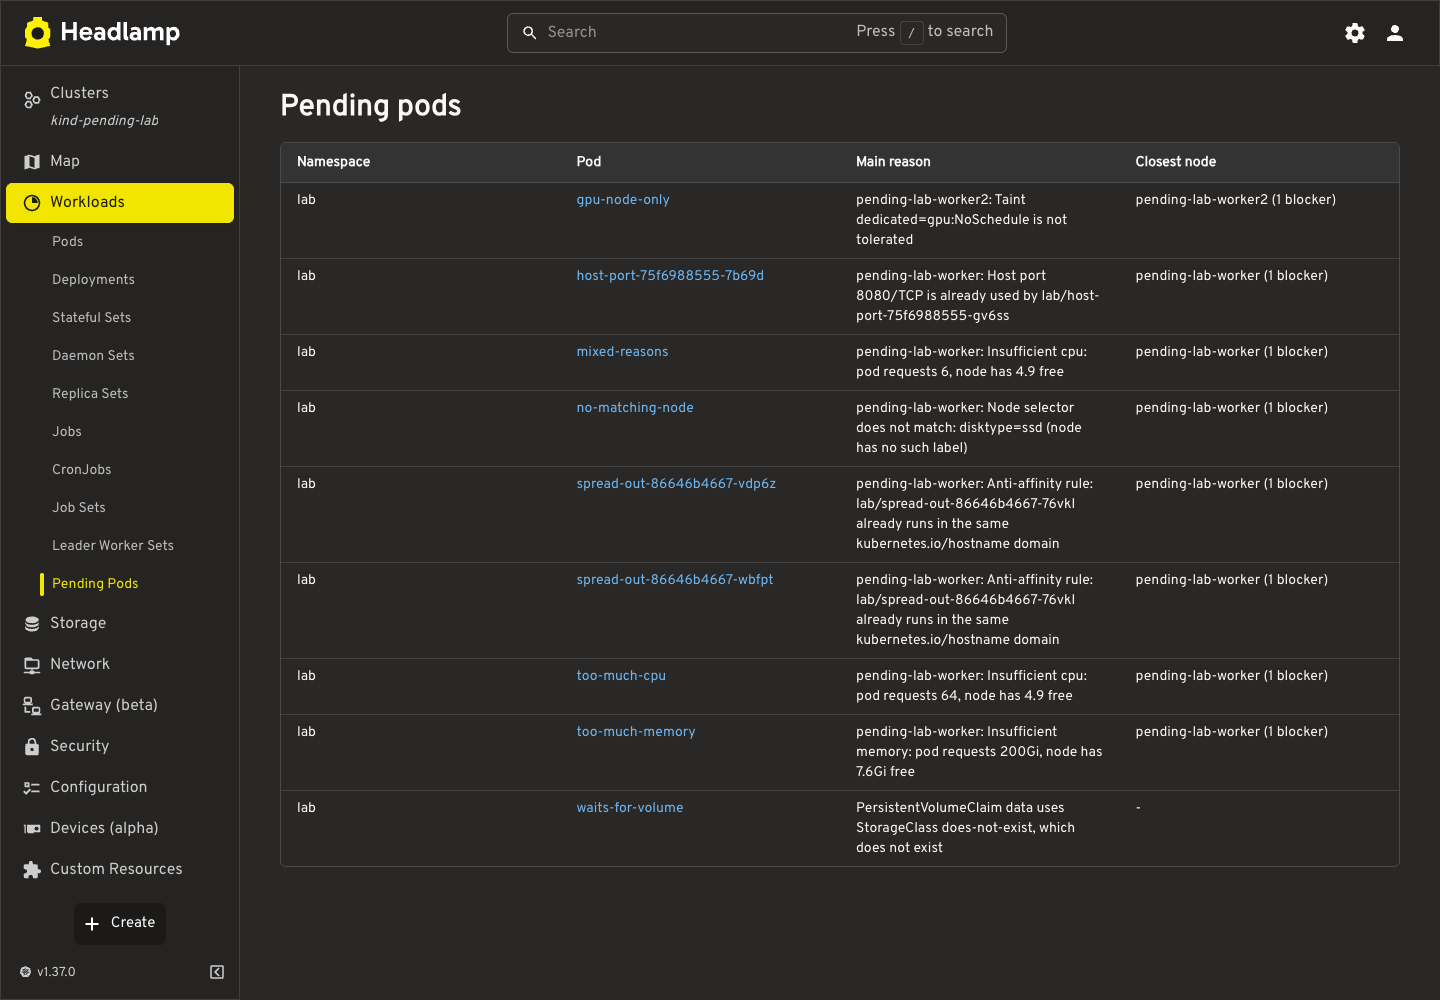 Headlamp
Search
Press / to search
Clusters
kind-pending-lab
Map
Workloads
Pods
Deployments
Stateful Sets
Daemon Sets
Replica Sets
Jobs
CronJobs
Job Sets
Leader Worker Sets
Pending Pods
Storage
Network
Gateway (beta)
Security
Configuration
Devices (alpha)
Custom Resources
Create
v1.37.0
Pending pods
Namespace Pod Main reason Closest node
lab gpu-node-only pending-lab-worker2: Taint pending-lab-worker2 (1 blocker)
dedicated=gpu:NoSchedule is not
tolerated
lab host-port-75f6988555-7b69d pending-lab-worker: Host port pending-lab-worker (1 blocker)
8080/TCP is already used by lab/host-
port-75f6988555-gv6ss
lab mixed-reasons pending-lab-worker: Insufficient cpu: pending-lab-worker (1 blocker)
pod requests 6, node has 4.9 free
lab no-matching-node pending-lab-worker: Node selector pending-lab-worker (1 blocker)
does not match: disktype=ssd (node
has no such label)
lab spread-out-86646b4667-vdp6z pending-lab-worker: Anti-affinity rule: pending-lab-worker (1 blocker)
lab/spread-out-86646b4667-76vkl
already runs in the same
kubernetes.io/hostname domain
lab spread-out-86646b4667-wbfpt pending-lab-worker: Anti-affinity rule: pending-lab-worker (1 blocker)
lab/spread-out-86646b4667-76vkl
already runs in the same
kubernetes.io/hostname domain
lab too-much-cpu pending-lab-worker: Insufficient cpu: pending-lab-worker (1 blocker)
pod requests 64, node has 4.9 free
lab too-much-memory pending-lab-worker: Insufficient pending-lab-worker (1 blocker)
memory: pod requests 200Gi, node has
7.6Gi free
lab waits-for-volume PersistentVolumeClaim data uses -
StorageClass does-not-exist, which
does not exist